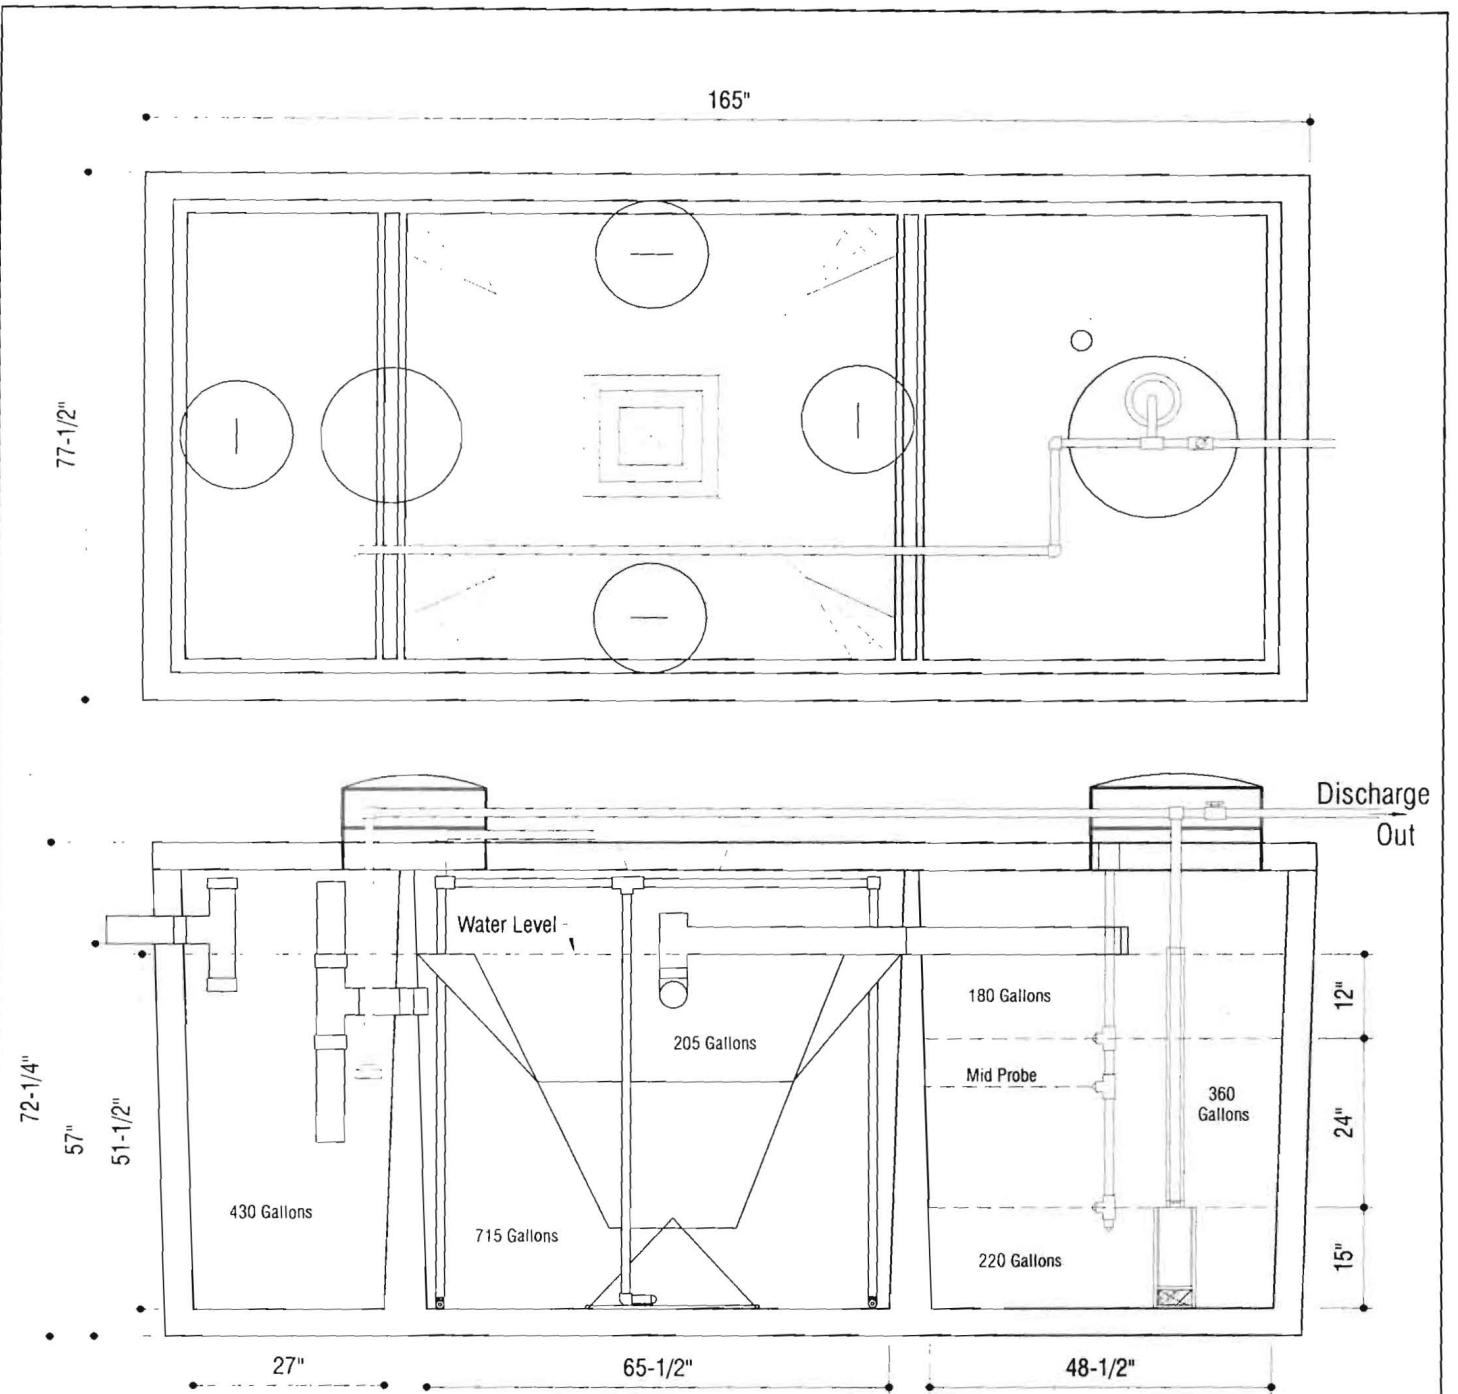 165"
77-1/2"
Discharge
Out
Water Level
180 Gallons
12"
205 Gallons
Mid Probe
360
Gallons
24"
72-1/4"
57"
51-1/2"
430 Gallons
715 Gallons
220 Gallons
15"
27"
65-1/2"
48-1/2"